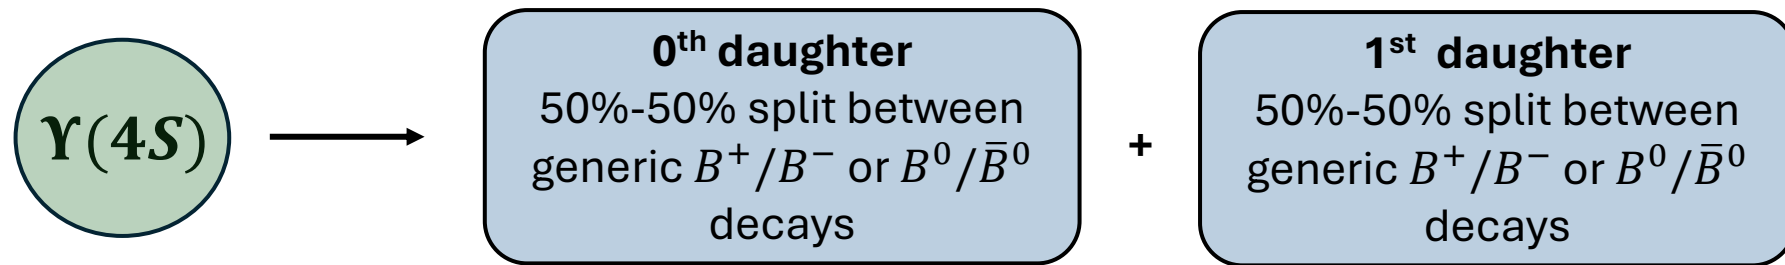 ϒ(4S)
0th daughter
50%-50% split between
generic B⁺/B⁻ or B⁰/B̄⁰
decays
+
1st daughter
50%-50% split between
generic B⁺/B⁻ or B⁰/B̄⁰
decays